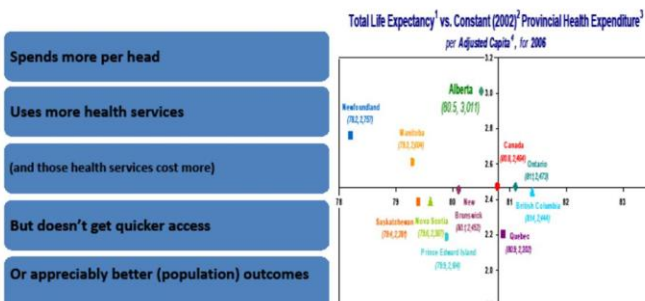 Total Life Expectancy¹ vs. Constant (2002)² Provincial Health Expenditure³
per Adjusted Capita⁴, for 2006
Spends more per head
Uses more health services
(and those health services cost more)
But doesn't get quicker access
Or appreciably better (population) outcomes
3.2
3.0
2.8
2.6
2.4
2.2
2.0
78
79
80
81
82
83
Alberta
(80.5, 3,011)
Newfoundland
Manitoba
Canada
Ontario
British Columbia
Quebec
New
Brunswick
Nova Scotia
Saskatchewan
Prince Edward Island